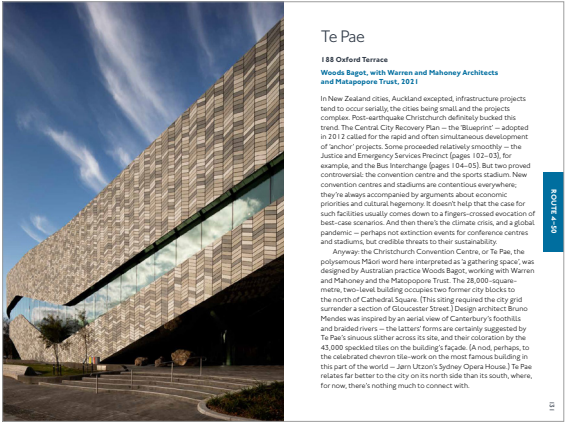 Te Pae
188 Oxford Terrace
Woods Bagot, with Warren and Mahoney Architects
and Matapopore Trust, 2021
In New Zealand cities, Auckland excepted, infrastructure projects
tend to occur serially, the cities being small and the projects
complex. Post-earthquake Christchurch definitely bucked this
trend. The Central City Recovery Plan – the ‘Blueprint’ – adopted
in 2012 called for the rapid and often simultaneous development
of ‘anchor’ projects. Some proceeded relatively smoothly – the
Justice and Emergency Services Precinct (pages 102–03), for
example, and the Bus Interchange (pages 104–05). But two proved
controversial: the convention centre and the sports stadium. New
convention centres and stadiums are contentious everywhere;
they’re always accompanied by arguments about economic
priorities and cultural hegemony. It doesn’t help that the case for
such facilities usually comes down to a fingers-crossed evocation of
best-case scenarios. And then there’s the climate crisis, and a global
pandemic – perhaps not extinction events for conference centres
and stadiums, but credible threats to their sustainability.
Anyway: the Christchurch Convention Centre, or Te Pae, the
polysemous Māori word here interpreted as ‘a gathering space’, was
designed by Australian practice Woods Bagot, working with Warren
and Mahoney and the Matopopore Trust. The 28,000-square-
metre, two-level building occupies two former city blocks to
the north of Cathedral Square. (This siting required the city grid
surrender a section of Gloucester Street.) Design architect Bruno
Mendes was inspired by an aerial view of Canterbury’s foothills
and braided rivers – the latters’ forms are certainly suggested by
Te Pae’s sinuous slither across its site, and their coloration by the
43,000 speckled tiles on the building’s façade. (A nod, perhaps, to
the celebrated chevron tile-work on the most famous building in
this part of the world – Jørn Utzon’s Sydney Opera House.) Te Pae
relates far better to the city on its north side than its south, where,
for now, there’s nothing much to connect with.
ROUTE 4–50
131